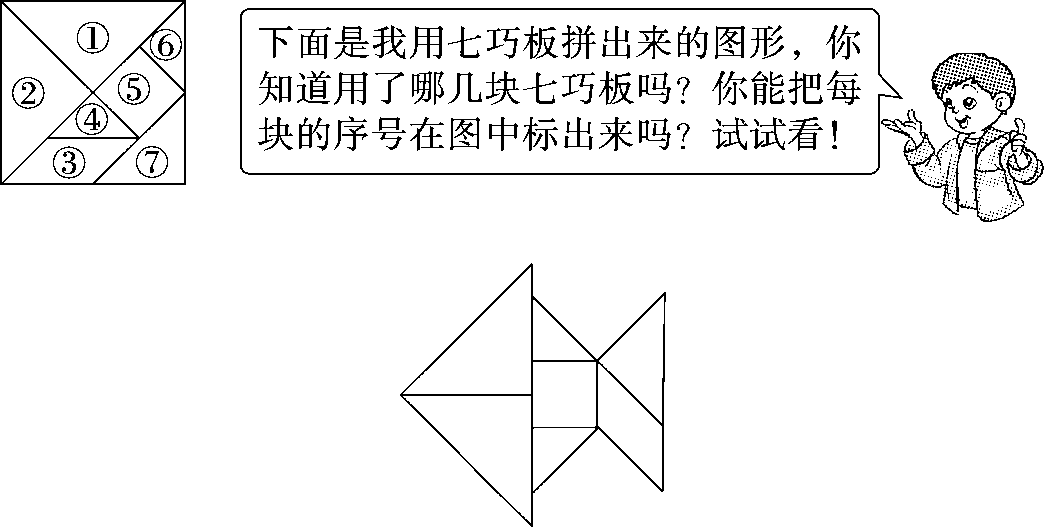 ①
⑥
②
⑤
④
③
⑦
下面是我用七巧板拼出来的图形，你
知道用了哪几块七巧板吗？你能把每
块的序号在图中标出来吗？试试看！